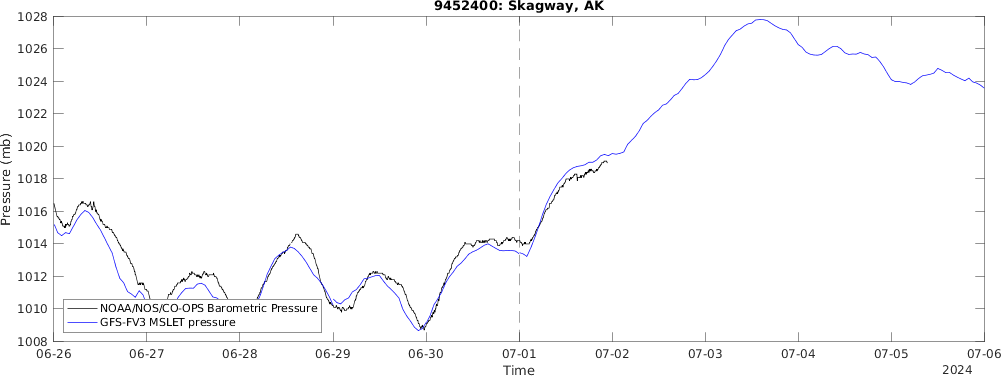 9452400: Skagway, AK
1028
1026
1024
1022
1020
1018
1016
1014
1012
1010
1008
Pressure (mb)
NOAA/NOS/CO-OPS Barometric Pressure
GFS-FV3 MSLET pressure
06-26 06-27 06-28 06-29 06-30 07-01 07-02 07-03 07-04 07-05 07-06
Time
2024